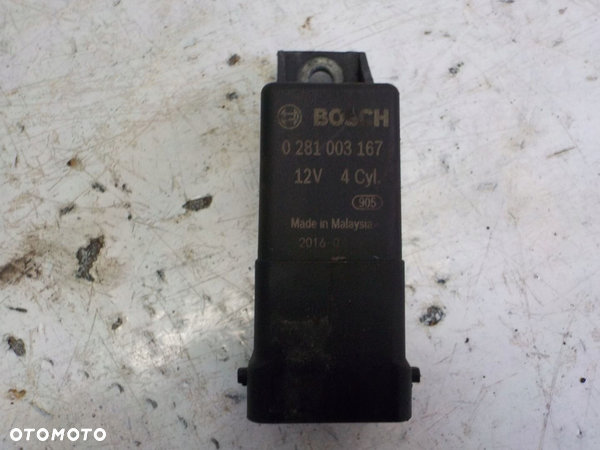 BOSCH
0 281 003 167
12V 4 Cyl.
905
Made in Malaysia
2016
OTOMOTO